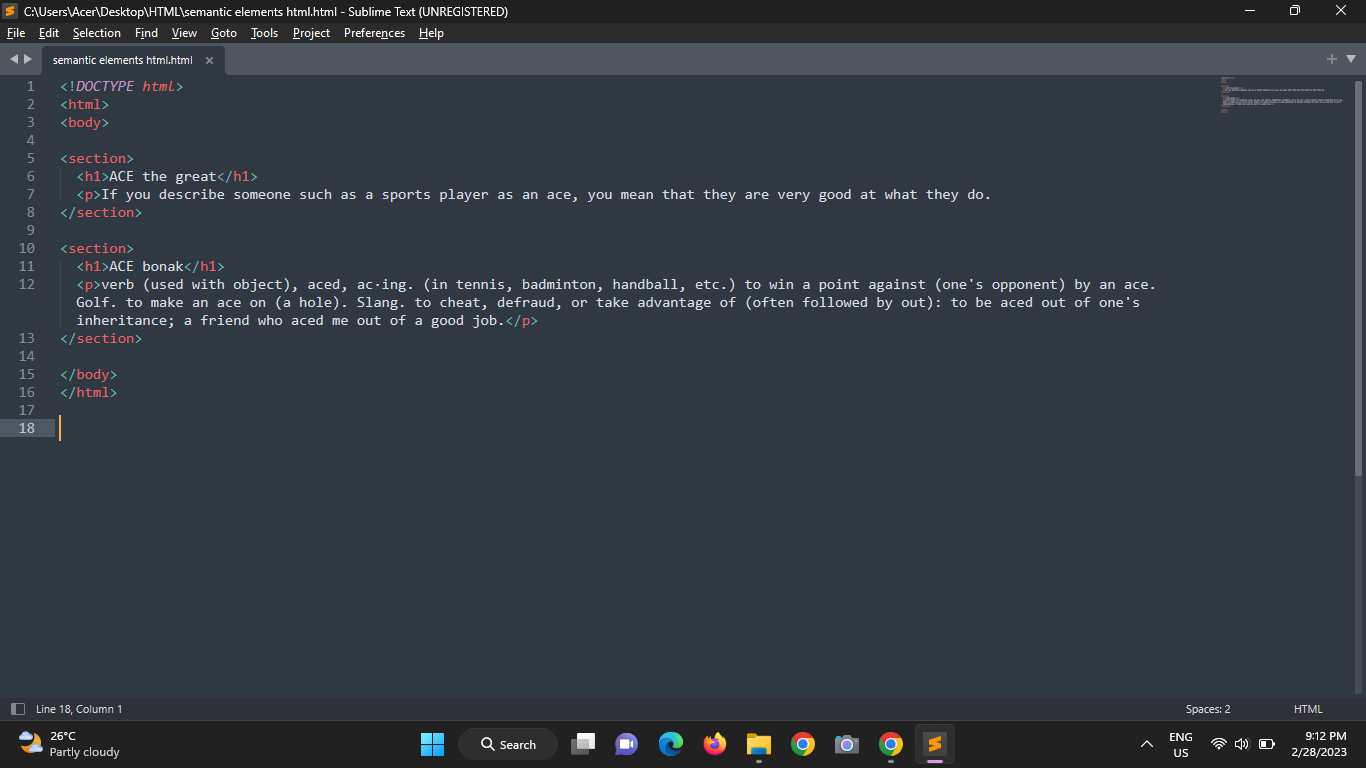 C:\Users\Acer\Desktop\HTML\semantic elements html.html - Sublime Text (UNREGISTERED)
File Edit Selection Find View Goto Tools Project Preferences Help
semantic elements html.html
1 <!DOCTYPE html>
2 <html>
3 <body>
4
5 <section>
6 <h1>ACE the great</h1>
7 <p>If you describe someone such as a sports player as an ace, you mean that they are very good at what they do.
8 </section>
9
10 <section>
11 <h1>ACE bonak</h1>
12 <p>verb (used with object), aced, ac·ing. (in tennis, badminton, handball, etc.) to win a point against (one's opponent) by an ace.
Golf. to make an ace on (a hole). Slang. to cheat, defraud, or take advantage of (often followed by out): to be aced out of one's
inheritance; a friend who aced me out of a good job.</p>
13 </section>
14
15 </body>
16 </html>
17
18
Line 18, Column 1 Spaces: 2 HTML
26°C
Partly cloudy
Search
ENG
US
9:12 PM
2/28/2023